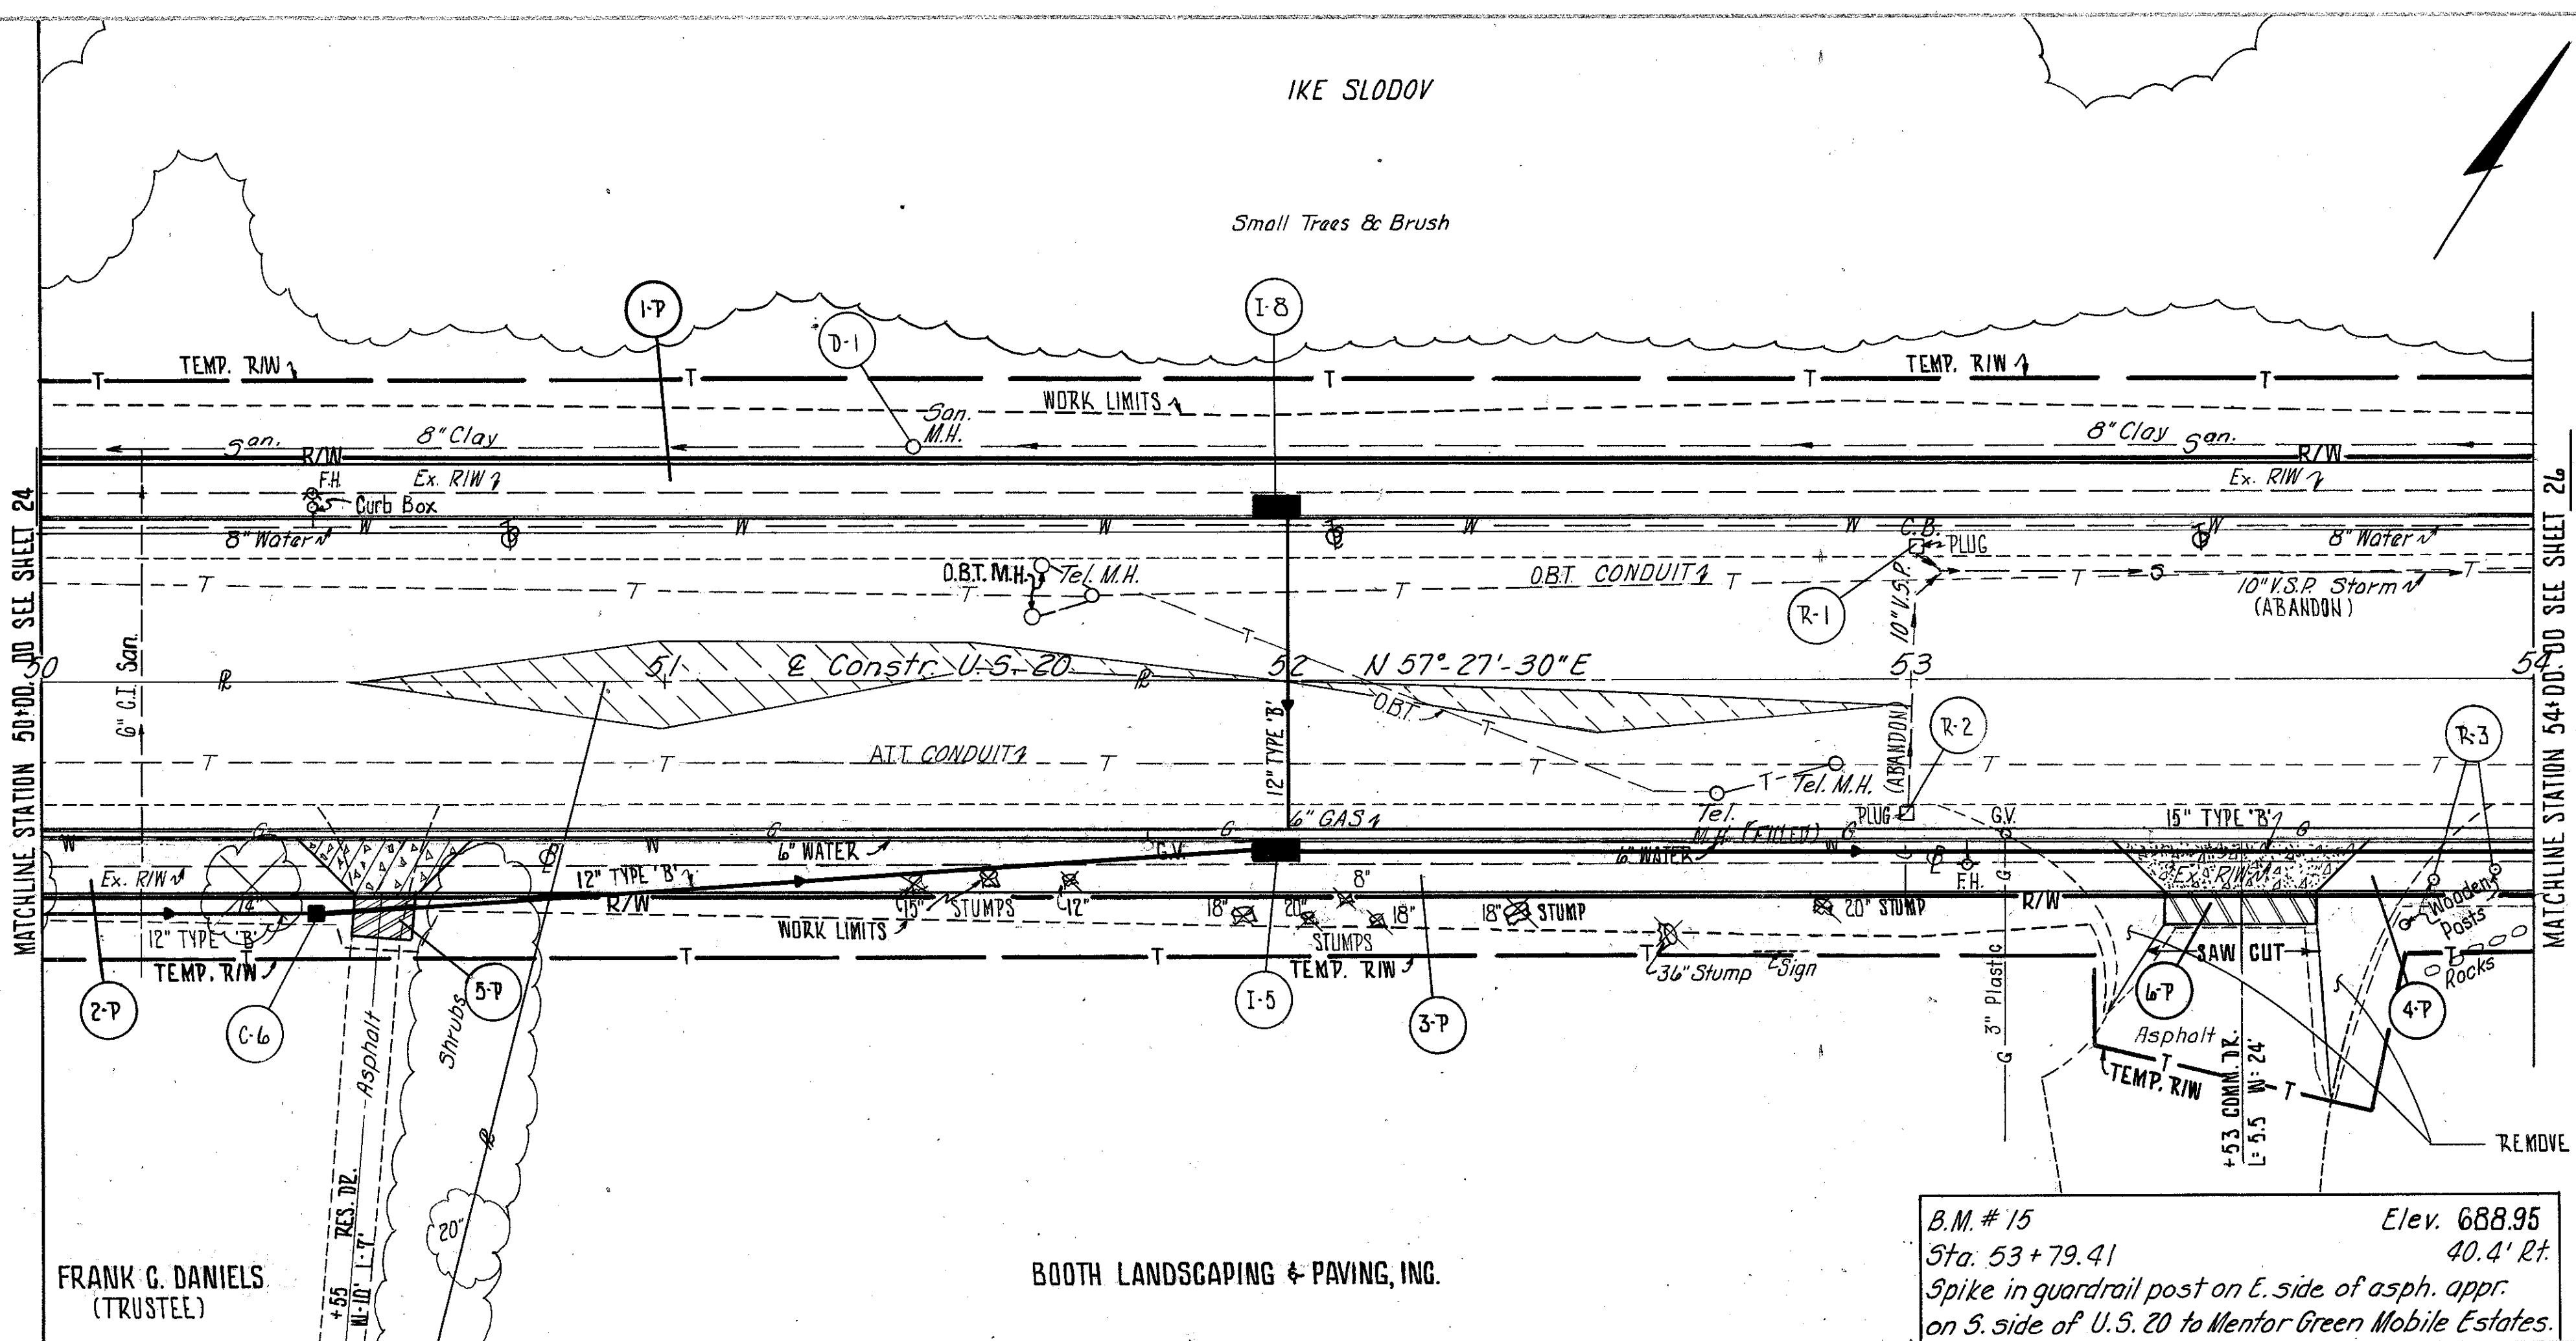 IKE SLODOV
Small Trees & Brush
1-P
I-8
D-1
TEMP. R/W
T
T
T
T
TEMP. R/W
T
WORK LIMITS
San.
M.H.
San.
8" Clay
8" Clay
San.
R/W
R/W
F.H.
Ex. R/W
Ex. R/W
Curb Box
W
W
W
W
W
W
C.B.
PLUG
8" Water
8" Water
O.B.T. M.H.
Tel. M.H.
T
T
T
O.B.T. CONDUIT
T
T
T
10" V.S.P. Storm
(ABANDON)
R-1
10" V.S.P.
T
MATCHLINE STATION 50+00.00 SEE SHEET 24
MATCHLINE STATION 54+00.00 SEE SHEET 26
6" C.I. San.
50
51
℄ Constr. U.S. 20
52
N 57°-27'-30" E
53
54
12" TYPE 'B'
O.B.T.
T
(ABANDON)
R-2
R-3
T
T
A.T.T. CONDUIT
T
T
T
T
T
Tel. M.H.
Tel.
M.H. (FILLED)
PLUG
G.V.
6" GAS
15" TYPE 'B'
W
G
G
W
G
G
W
G
6" WATER
G.V.
6" WATER
Ex. R/W
Ex. R/W
14"
12" TYPE 'B'
R/W
15"
STUMPS
12"
8"
18"
20"
18"
STUMPS
18"
STUMP
20" STUMP
F.H.
G
R/W
Wooden
Posts
12" TYPE 'B'
WORK LIMITS
T
TEMP. R/W
T
T
TEMP. R/W
T
36" Stump
Sign
SAW CUT
T
Rocks
2-P
C-6
5-P
I-5
3-P
6-P
4-P
Asphalt
Shrubs
3" Plastic
G
Asphalt
T
TEMP. R/W
T
+53 COMM. DR.
L=5.5 W=24'
REMOVE
+55 RES. DR.
W-10' L-7'
20"
FRANK C. DANIELS
(TRUSTEE)
BOOTH LANDSCAPING & PAVING, INC.
B.M. # 15 Elev. 688.95
Sta. 53+79.41 40.4' Rt.
Spike in guardrail post on E. side of asph. appr.
on S. side of U.S. 20 to Mentor Green Mobile Estates.